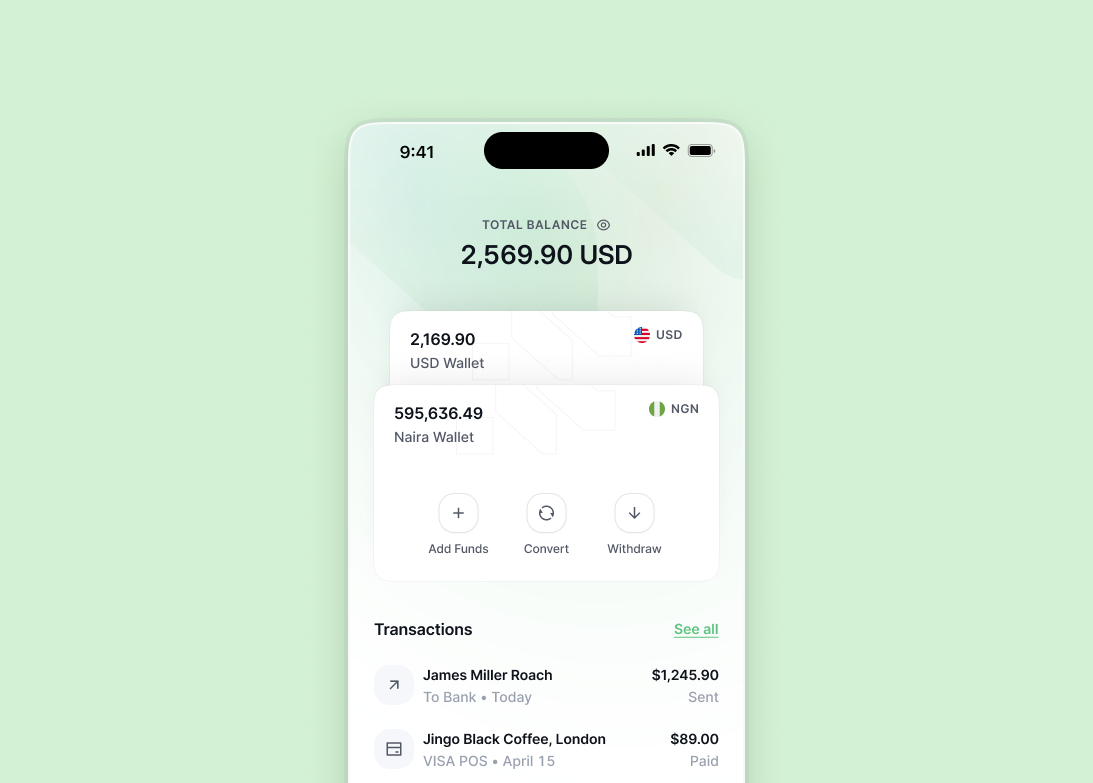 9:41
TOTAL BALANCE
2,569.90 USD
2,169.90
USD
USD Wallet
595,636.49
NGN
Naira Wallet
Add Funds
Convert
Withdraw
Transactions
See all
James Miller Roach
$1,245.90
To Bank • Today
Sent
Jingo Black Coffee, London
$89.00
VISA POS • April 15
Paid